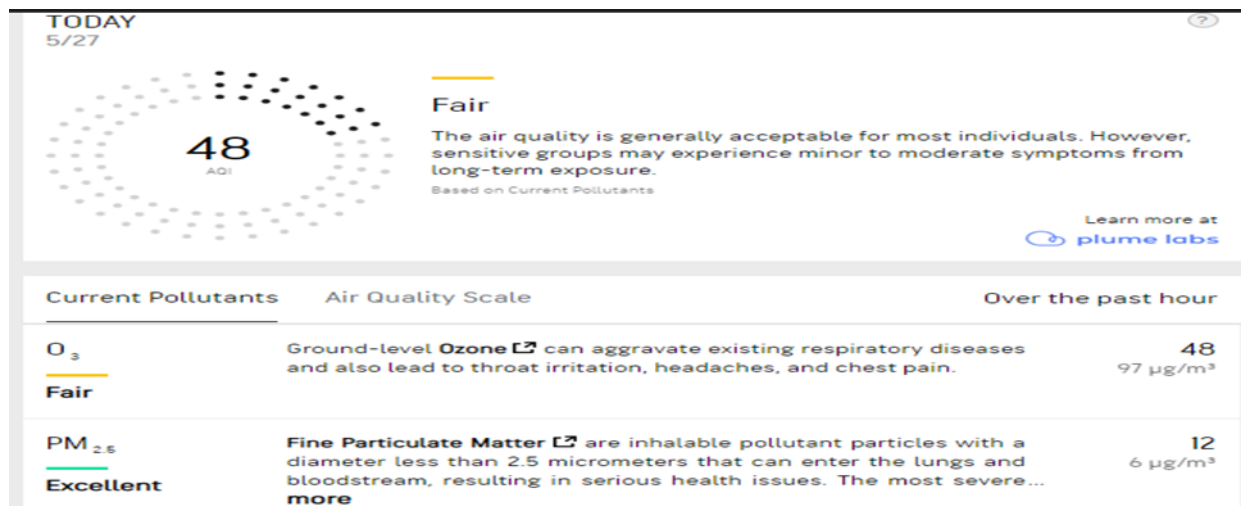 TODAY
5/27
?
48
AQI
Fair
The air quality is generally acceptable for most individuals. However,
sensitive groups may experience minor to moderate symptoms from
long-term exposure.
Based on Current Pollutants
Learn more at
plume labs
Current Pollutants Air Quality Scale Over the past hour
O₃
Fair
Ground-level Ozone can aggravate existing respiratory diseases
and also lead to throat irritation, headaches, and chest pain.
48
97 µg/m³
PM₂.₅
Excellent
Fine Particulate Matter are inhalable pollutant particles with a
diameter less than 2.5 micrometers that can enter the lungs and
bloodstream, resulting in serious health issues. The most severe...
more
12
6 µg/m³